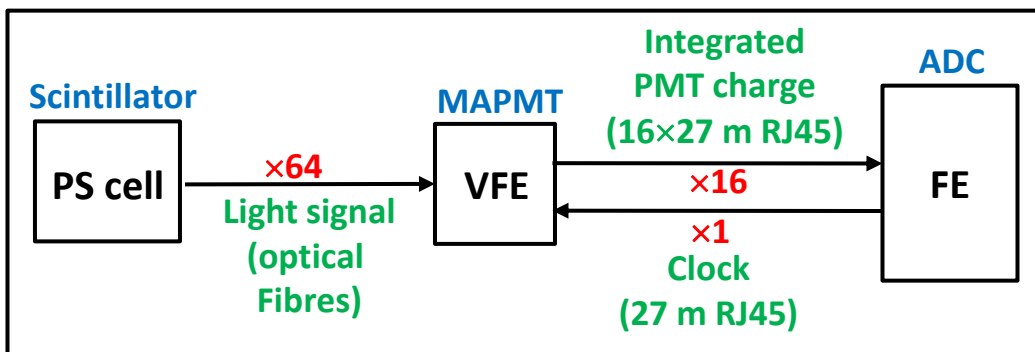 Scintillator
PS cell
×64
Light signal
(optical
Fibres)
MAPMT
VFE
Integrated
PMT charge
(16×27 m RJ45)
×16
×1
Clock
(27 m RJ45)
ADC
FE